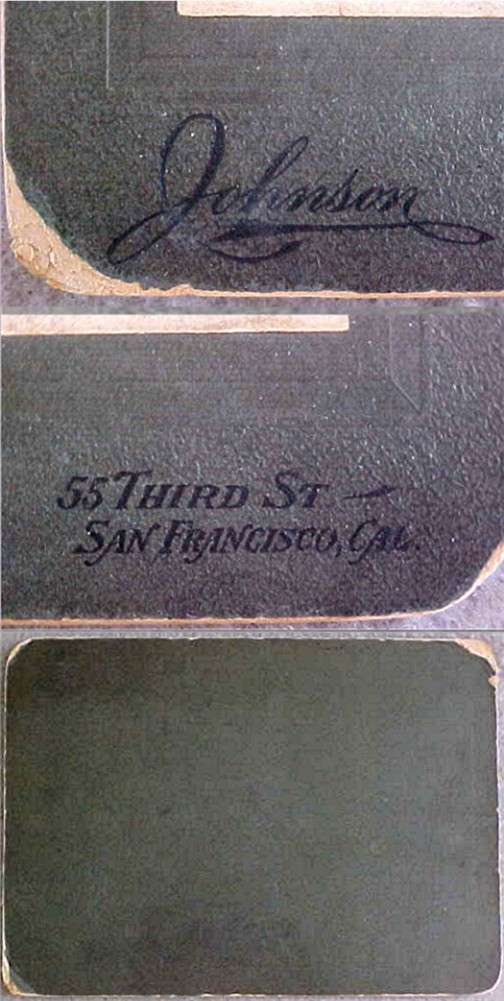 Johnson
55 THIRD ST
SAN FRANCISCO, CAL.